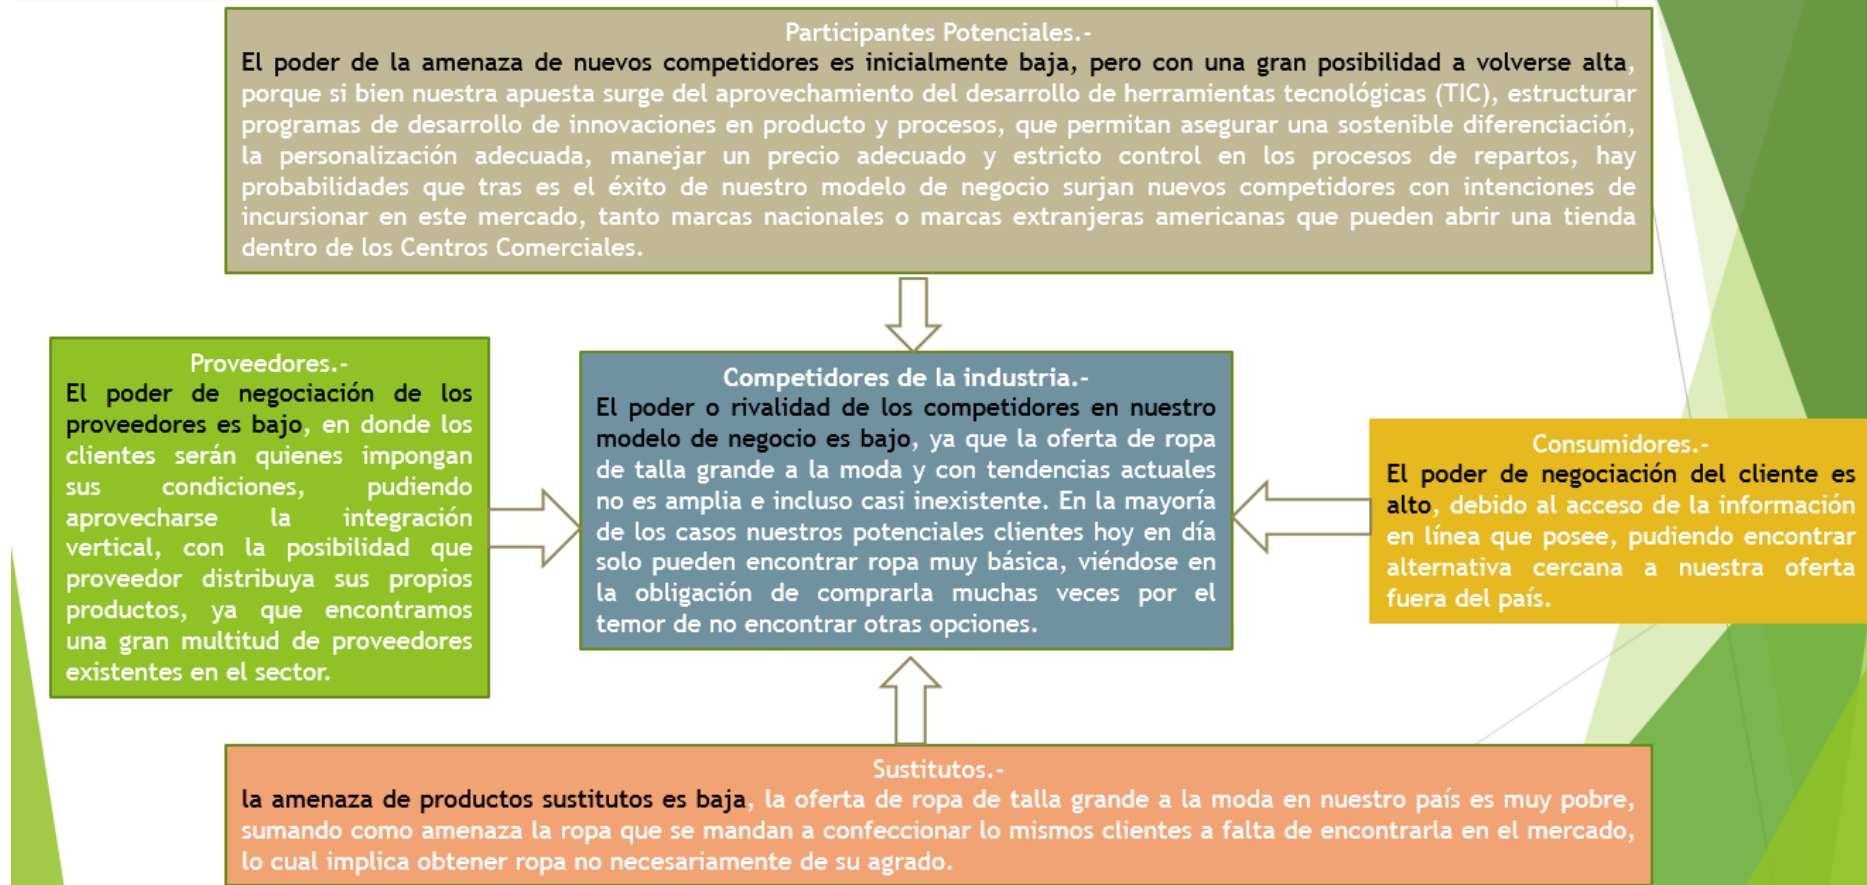 Participantes Potenciales.-
El poder de la amenaza de nuevos competidores es inicialmente baja, pero con una gran posibilidad a volverse alta,
porque si bien nuestra apuesta surge del aprovechamiento del desarrollo de herramientas tecnológicas (TIC), estructurar
programas de desarrollo de innovaciones en producto y procesos, que permitan asegurar una sostenible diferenciación,
la personalización adecuada, manejar un precio adecuado y estricto control en los procesos de repartos, hay
probabilidades que tras es el éxito de nuestro modelo de negocio surjan nuevos competidores con intenciones de
incursionar en este mercado, tanto marcas nacionales o marcas extranjeras americanas que pueden abrir una tienda
dentro de los Centros Comerciales.
Proveedores.-
El poder de negociación de los
proveedores es bajo, en donde los
clientes serán quienes impongan
sus condiciones, pudiendo
aprovecharse la integración
vertical, con la posibilidad que
proveedor distribuya sus propios
productos, ya que encontramos
una gran multitud de proveedores
existentes en el sector.
Competidores de la industria.-
El poder o rivalidad de los competidores en nuestro
modelo de negocio es bajo, ya que la oferta de ropa
de talla grande a la moda y con tendencias actuales
no es amplia e incluso casi inexistente. En la mayoría
de los casos nuestros potenciales clientes hoy en día
solo pueden encontrar ropa muy básica, viéndose en
la obligación de comprarla muchas veces por el
temor de no encontrar otras opciones.
Consumidores.-
El poder de negociación del cliente es
alto, debido al acceso de la información
en línea que posee, pudiendo encontrar
alternativa cercana a nuestra oferta
fuera del país.
Sustitutos.-
la amenaza de productos sustitutos es baja, la oferta de ropa de talla grande a la moda en nuestro país es muy pobre,
sumando como amenaza la ropa que se mandan a confeccionar lo mismos clientes a falta de encontrarla en el mercado,
lo cual implica obtener ropa no necesariamente de su agrado.